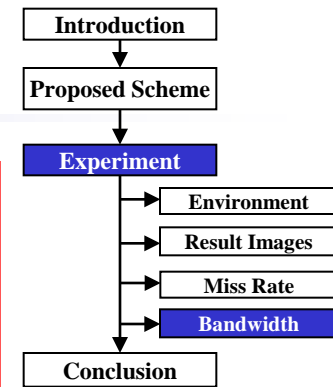 Introduction
Proposed Scheme
Experiment
Environment
Result Images
Miss Rate
Bandwidth
Conclusion